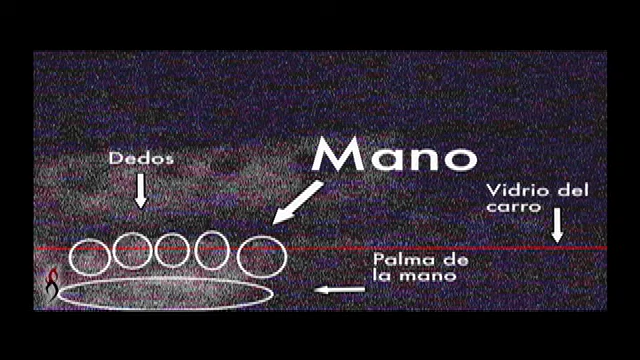 Mano
Dedos
Vidrio del
carro
Palma de
la mano